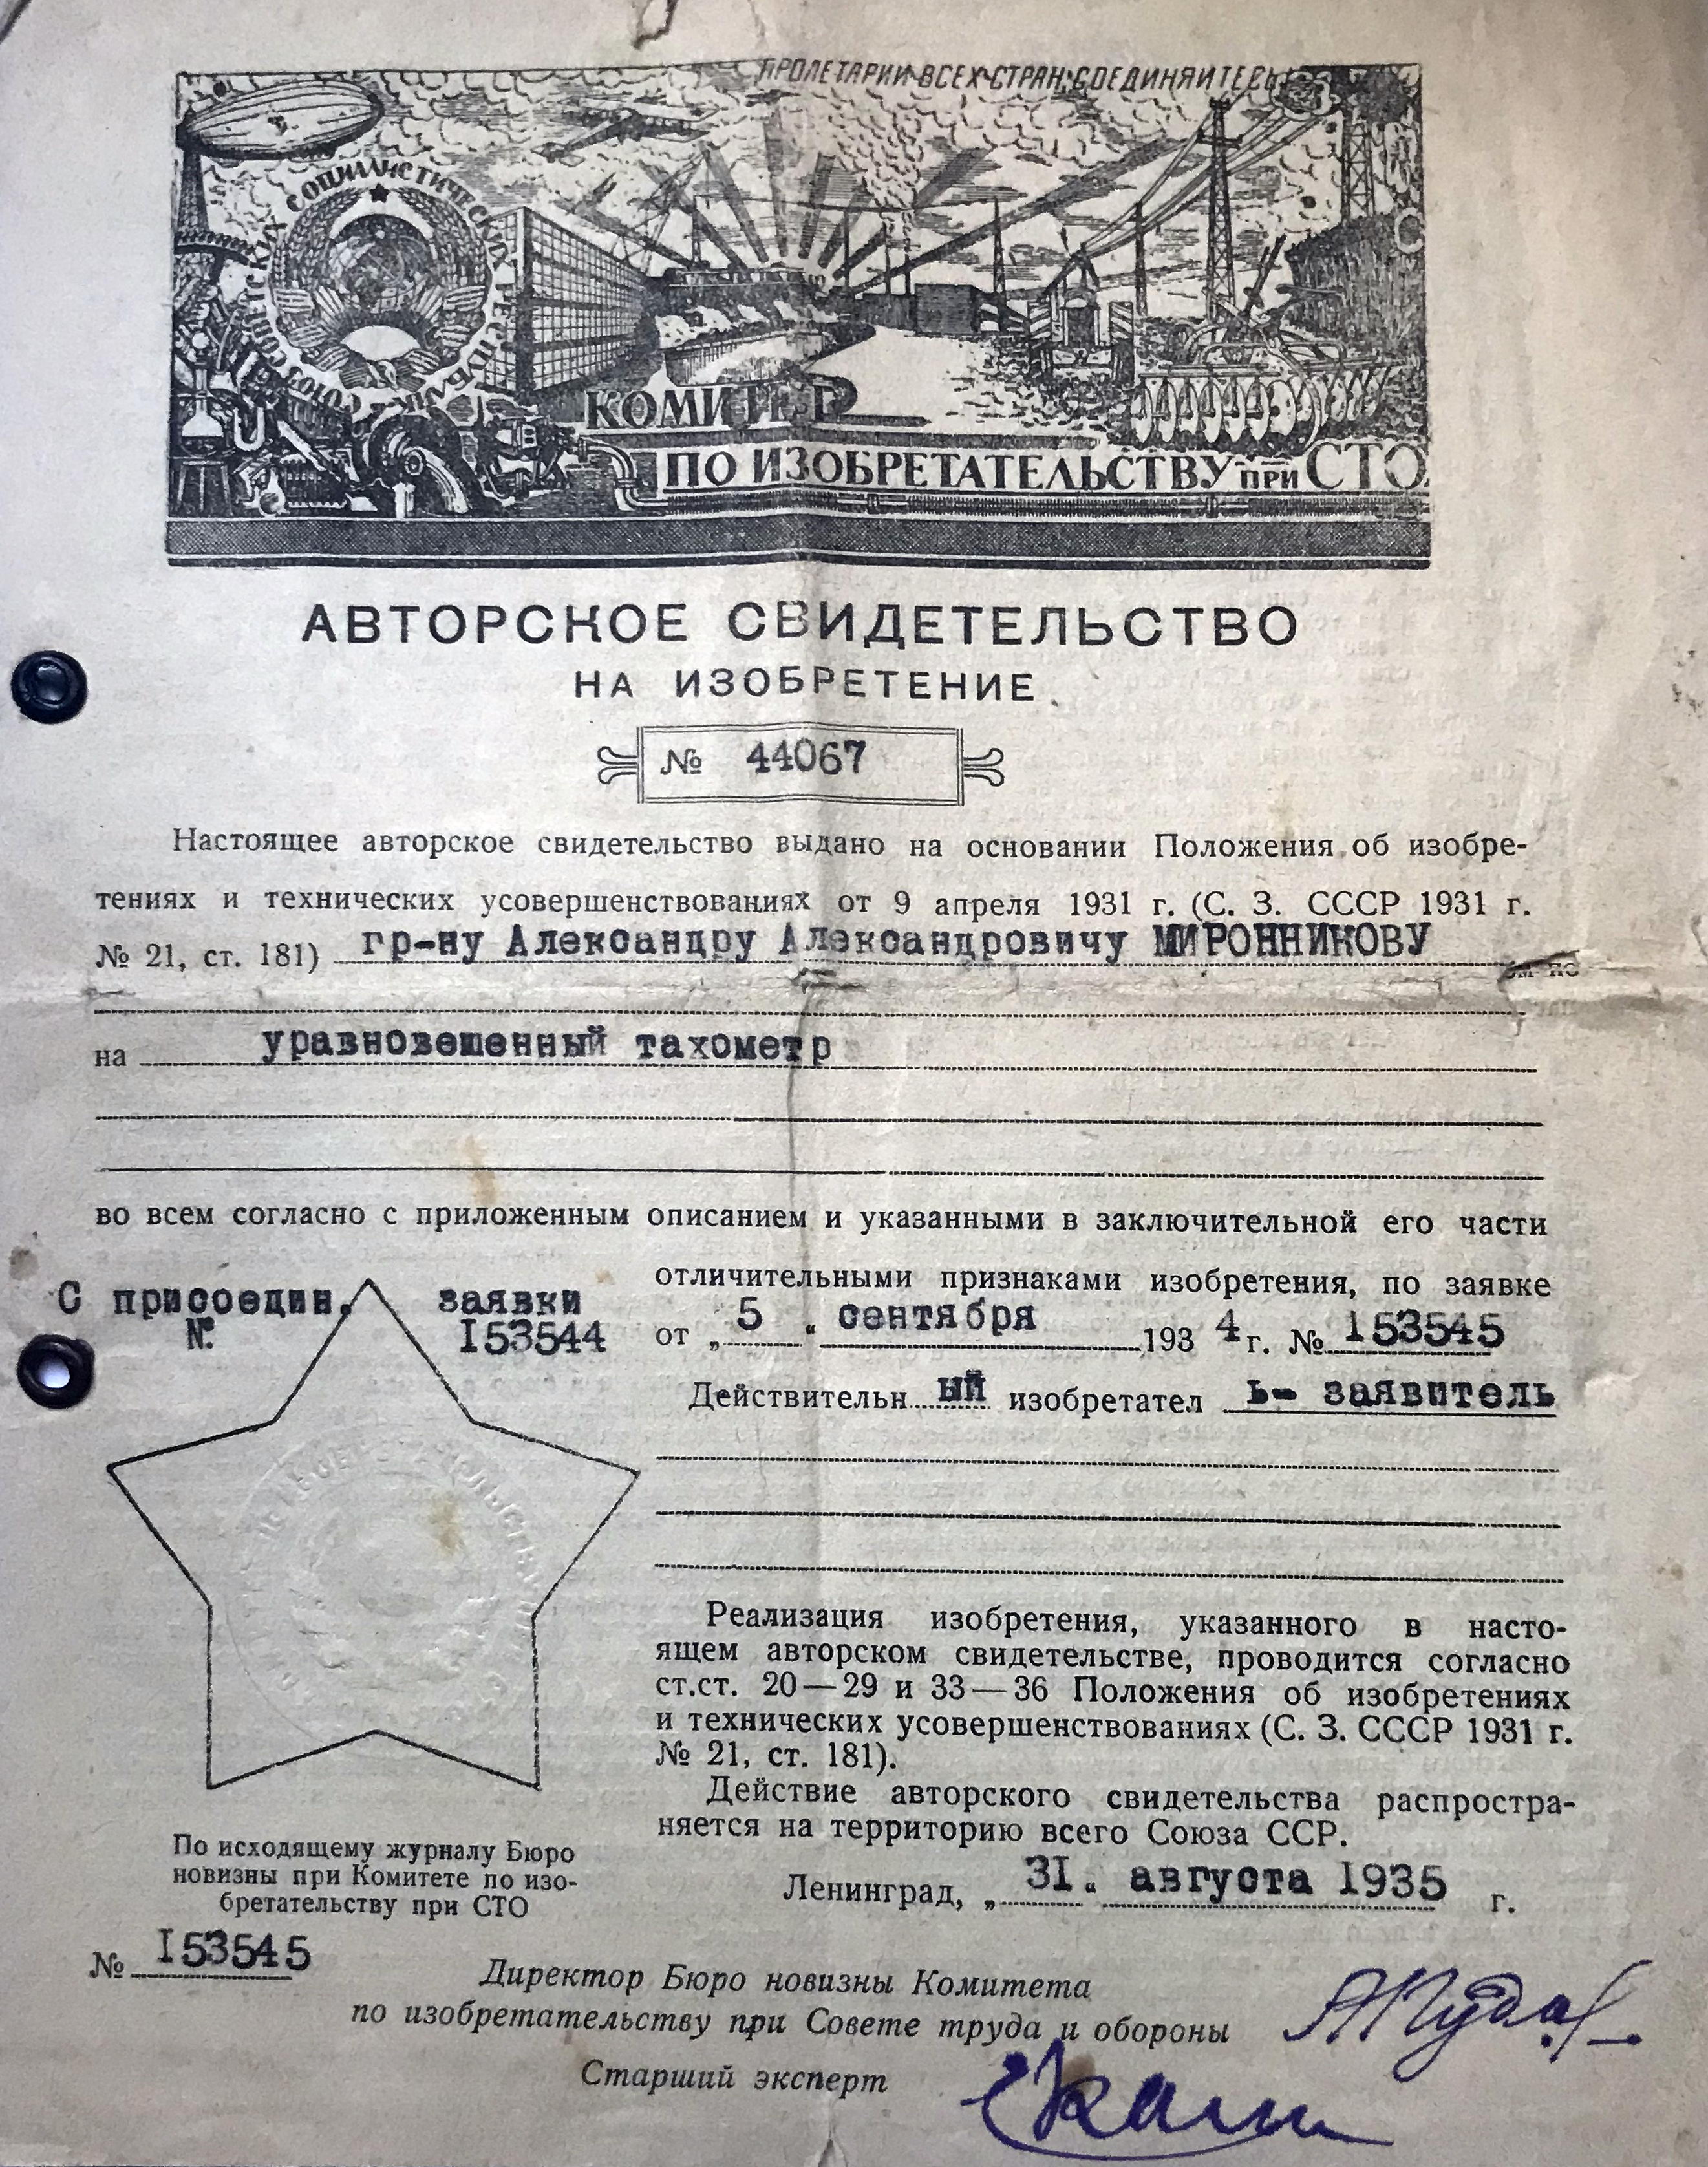 ПРОЛЕТАРИИ ВСЕХ СТРАН, СОЕДИНЯЙТЕСЬ!
СОЮЗ СОВЕТСКИХ СОЦИАЛИСТИЧЕСКИХ РЕСПУБЛИК
КОМИТЕТ
ПО ИЗОБРЕТАТЕЛЬСТВУ ПРИ СТО
АВТОРСКОЕ СВИДЕТЕЛЬСТВО
НА ИЗОБРЕТЕНИЕ
№ 44067
Настоящее авторское свидетельство выдано на основании Положения об изобре-
тениях и технических усовершенствованиях от 9 апреля 1931 г. (С. З. СССР 1931 г.
№ 21, ст. 181) гр-ну Александру Александровичу МИРОННИКОВУ
на уравновешенный тахометр
во всем согласно с приложенным описанием и указанными в заключительной его части
отличительными признаками изобретения, по заявке
от „5“ сентября 1934 г. № 153545
С присоедин. заявки
№ 153544
Действительный изобретатель- заявитель
Реализация изобретения, указанного в насто-
ящем авторском свидетельстве, проводится согласно
ст.ст. 20—29 и 33—36 Положения об изобретениях
и технических усовершенствованиях (С. З. СССР 1931 г.
№ 21, ст. 181).
Действие авторского свидетельства распростра-
няется на территорию всего Союза ССР.
Ленинград, „31“ августа 1935 г.
По исходящему журналу Бюро
новизны при Комитете по изо-
бретательству при СТО
№ 153545
Директор Бюро новизны Комитета
по изобретательству при Совете труда и обороны
Старший эксперт